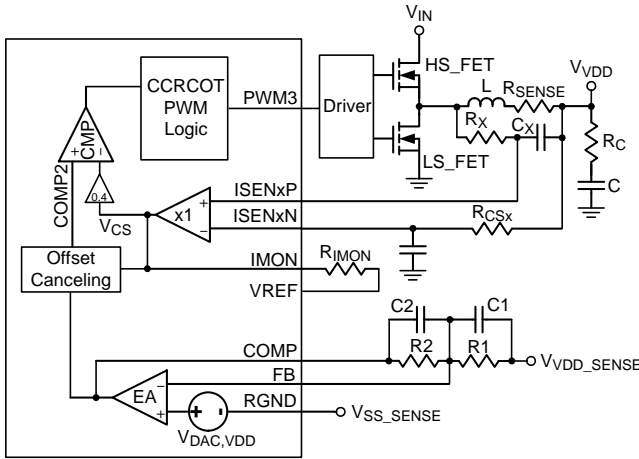 V_IN
HS_FET
CCRCOT
PWM
Logic
PWM3
Driver
L
R_SENSE
V_VDD
R_X
C_X
R_C
C
LS_FET
CMP
+
−
COMP2
0.4
V_CS
x1
+
−
ISENxP
ISENxN
R_CSx
Offset
Canceling
IMON
R_IMON
VREF
C2
C1
COMP
R2
R1
V_VDD_SENSE
FB
EA
−
+
+
-
RGND
V_SS_SENSE
V_DAC,VDD